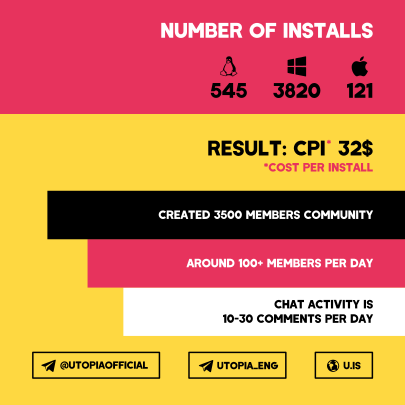 NUMBER OF INSTALLS
545 3820 121
RESULT: CPI* 32$
*COST PER INSTALL
CREATED 3500 MEMBERS COMMUNITY
AROUND 100+ MEMBERS PER DAY
CHAT ACTIVITY IS
10-30 COMMENTS PER DAY
@UTOPIAOFFICIAL UTOPIA_ENG U.IS